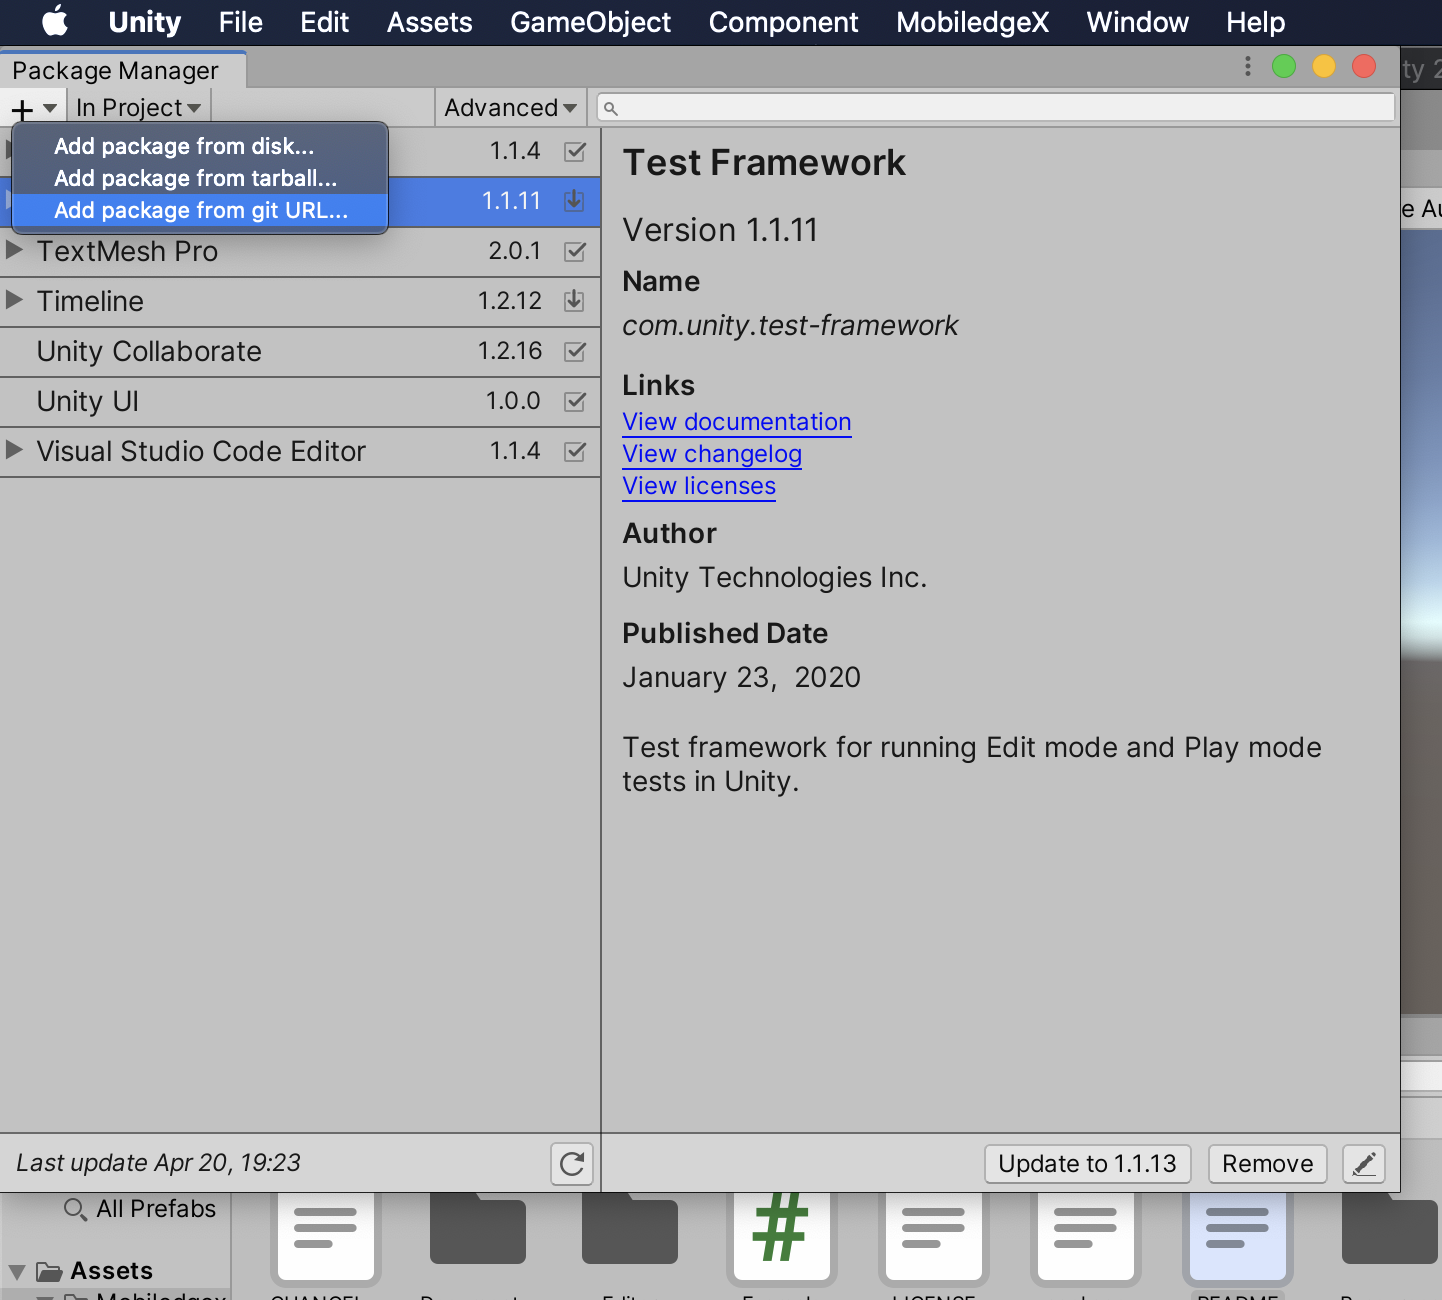 Unity File Edit Assets GameObject Component MobiledgeX Window Help
Package Manager
In Project
Advanced
Add package from disk...
Add package from tarball...
Add package from git URL...
1.1.4
1.1.11
TextMesh Pro 2.0.1
Timeline 1.2.12
Unity Collaborate 1.2.16
Unity UI 1.0.0
Visual Studio Code Editor 1.1.4
Test Framework
Version 1.1.11
Name
com.unity.test-framework
Links
View documentation
View changelog
View licenses
Author
Unity Technologies Inc.
Published Date
January 23, 2020
Test framework for running Edit mode and Play mode
tests in Unity.
Last update Apr 20, 19:23
Update to 1.1.13
Remove
All Prefabs
Assets